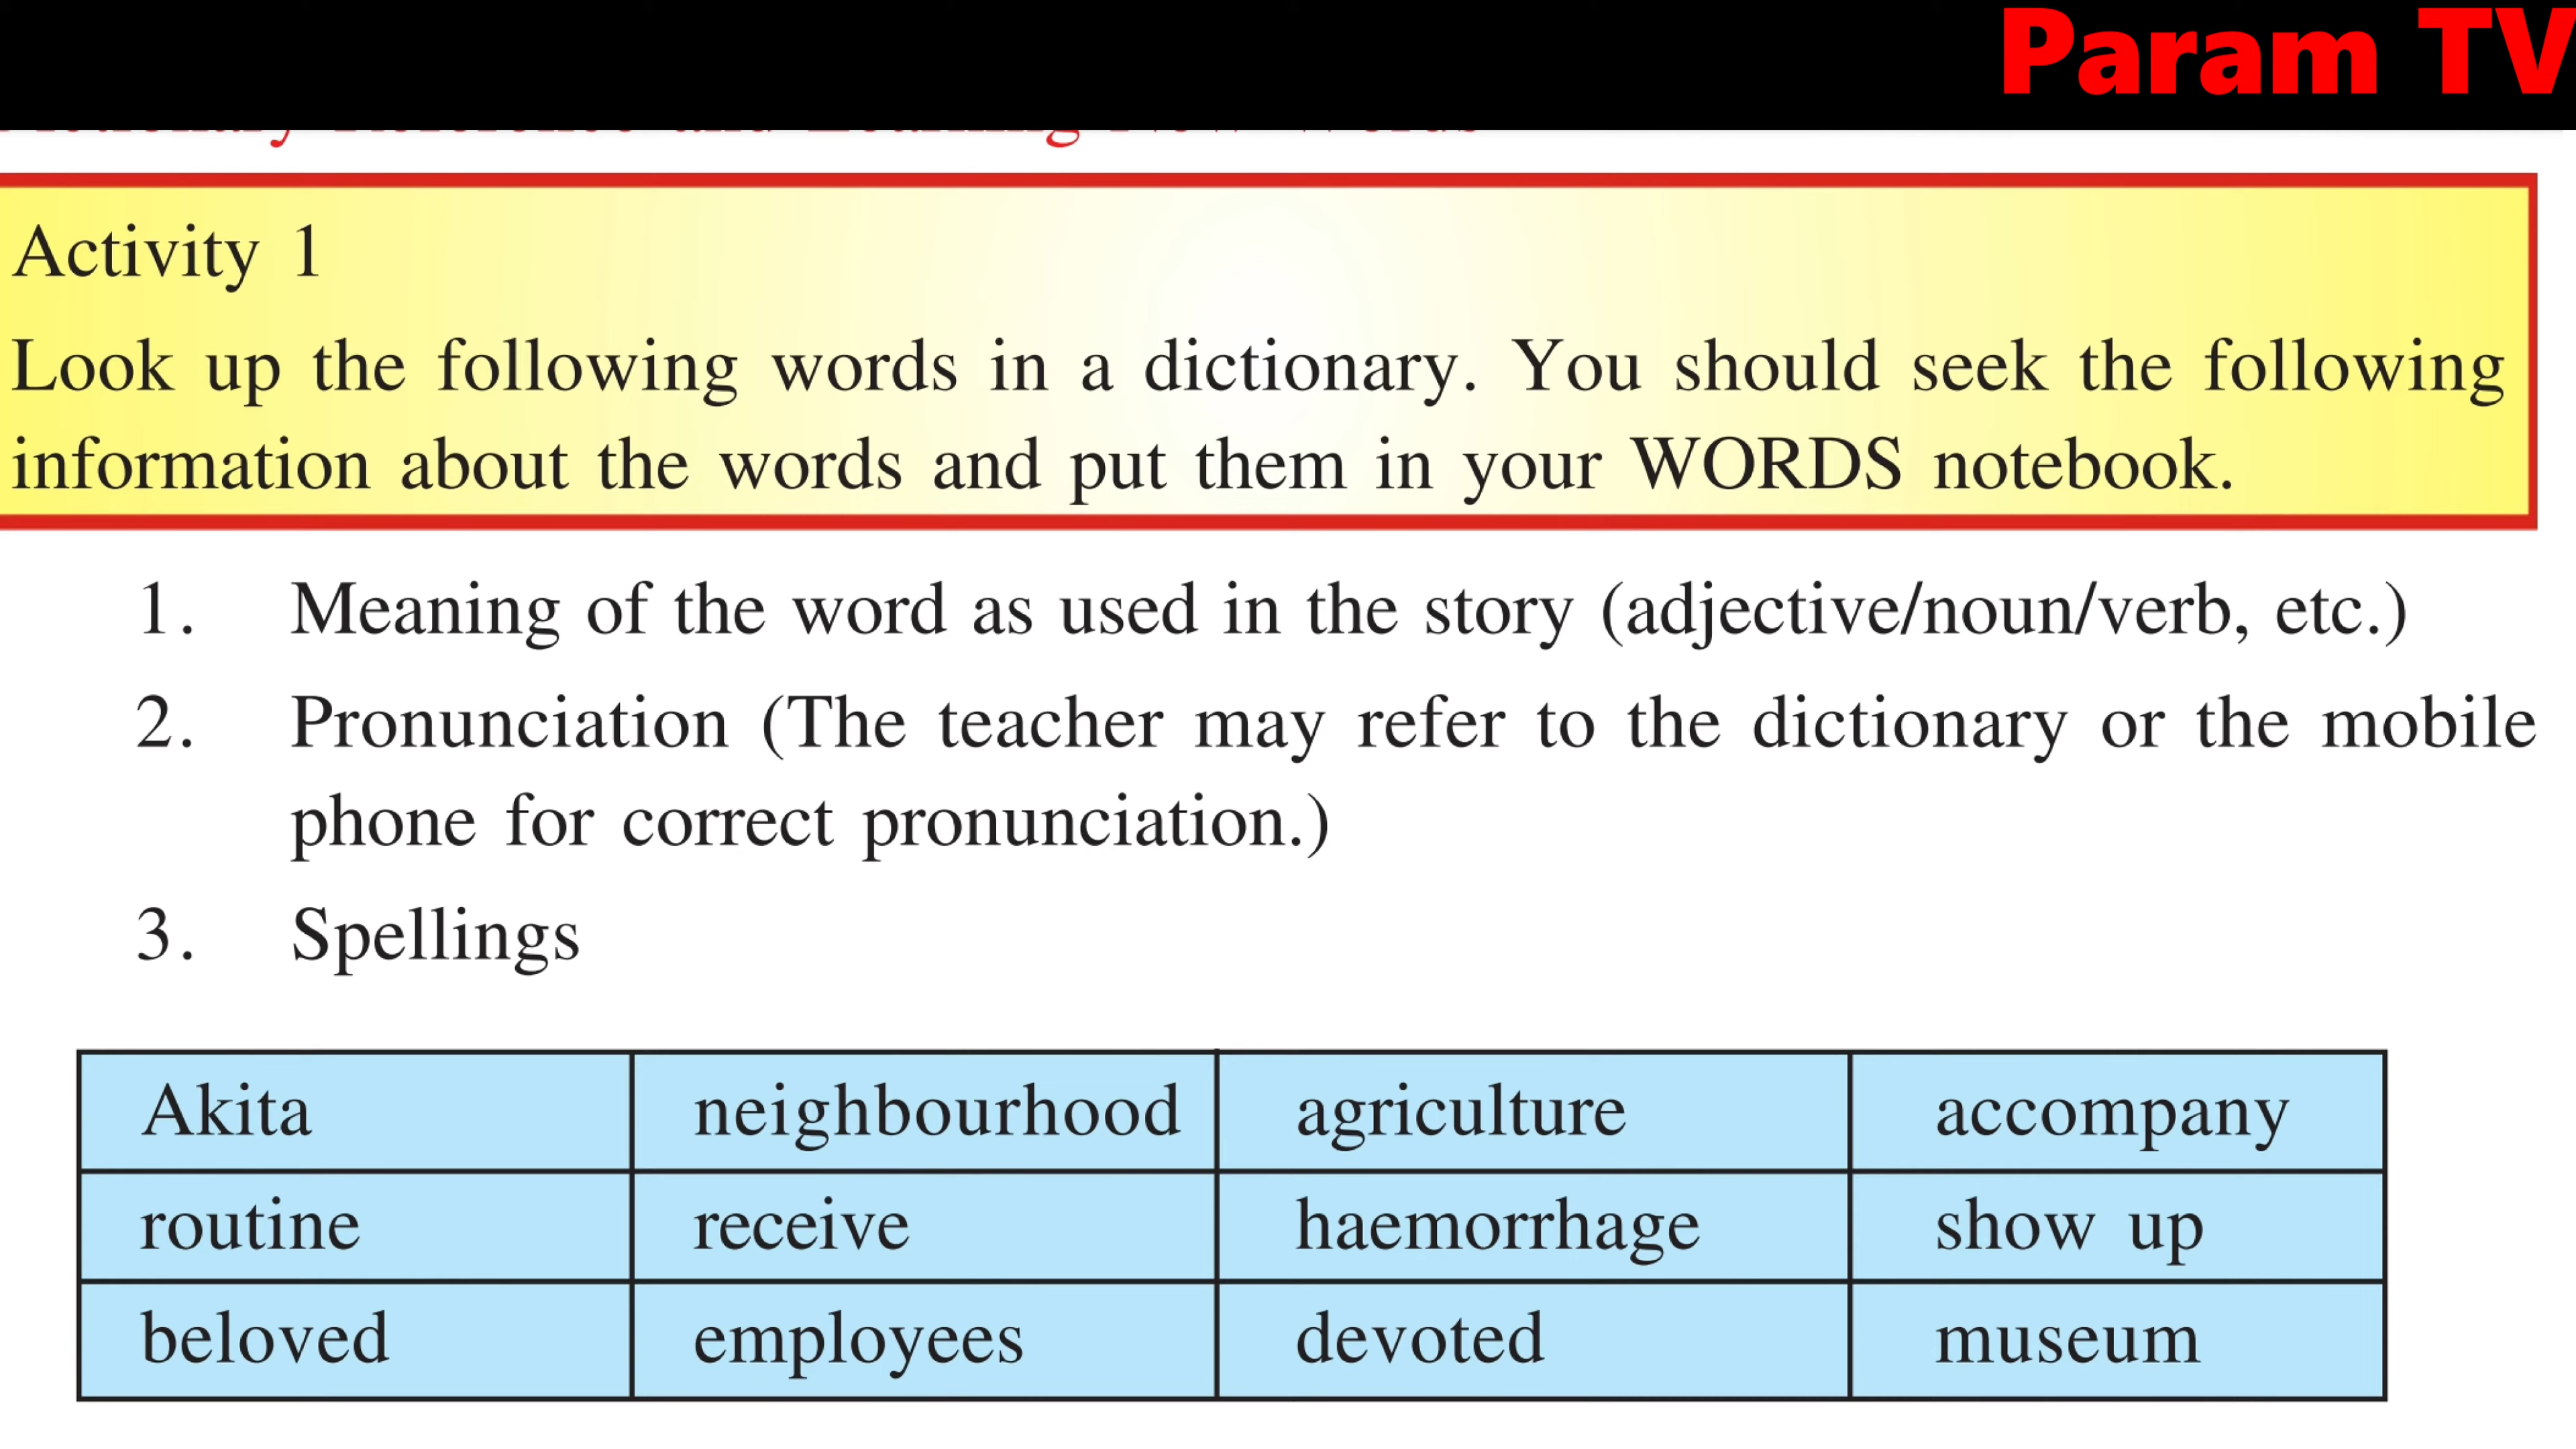 Param TV
Activity 1
Look up the following words in a dictionary. You should seek the following
information about the words and put them in your WORDS notebook.
1. Meaning of the word as used in the story (adjective/noun/verb, etc.)
2. Pronunciation (The teacher may refer to the dictionary or the mobile
phone for correct pronunciation.)
3. Spellings
Akita neighbourhood agriculture accompany
routine receive haemorrhage show up
beloved employees devoted museum